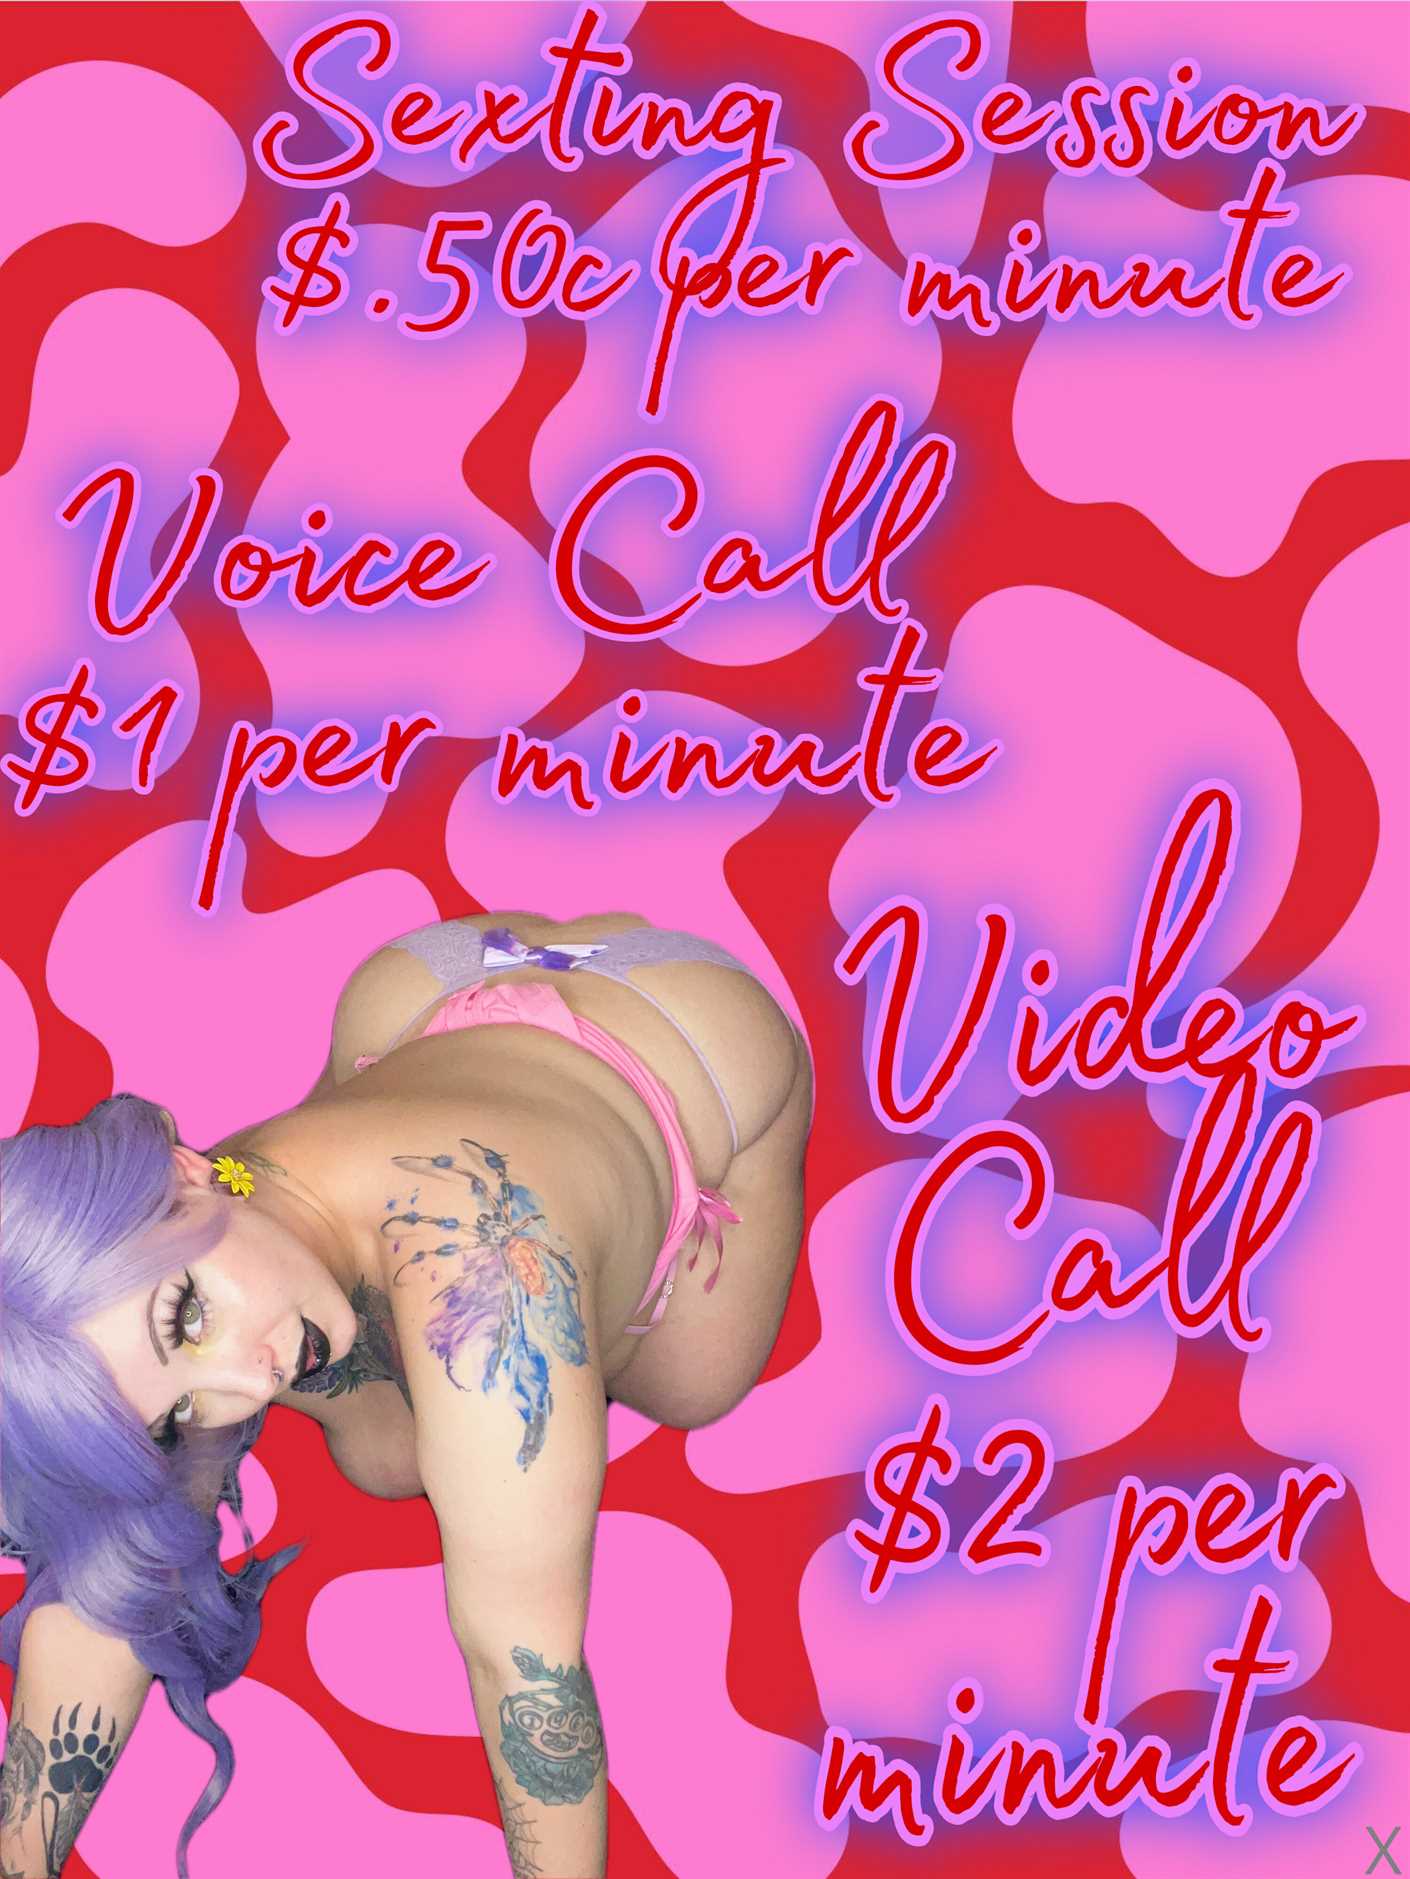 Sexting Session
$.50c per minute
Voice Call
$1 per minute
Video
Call
$2 per
minute
X